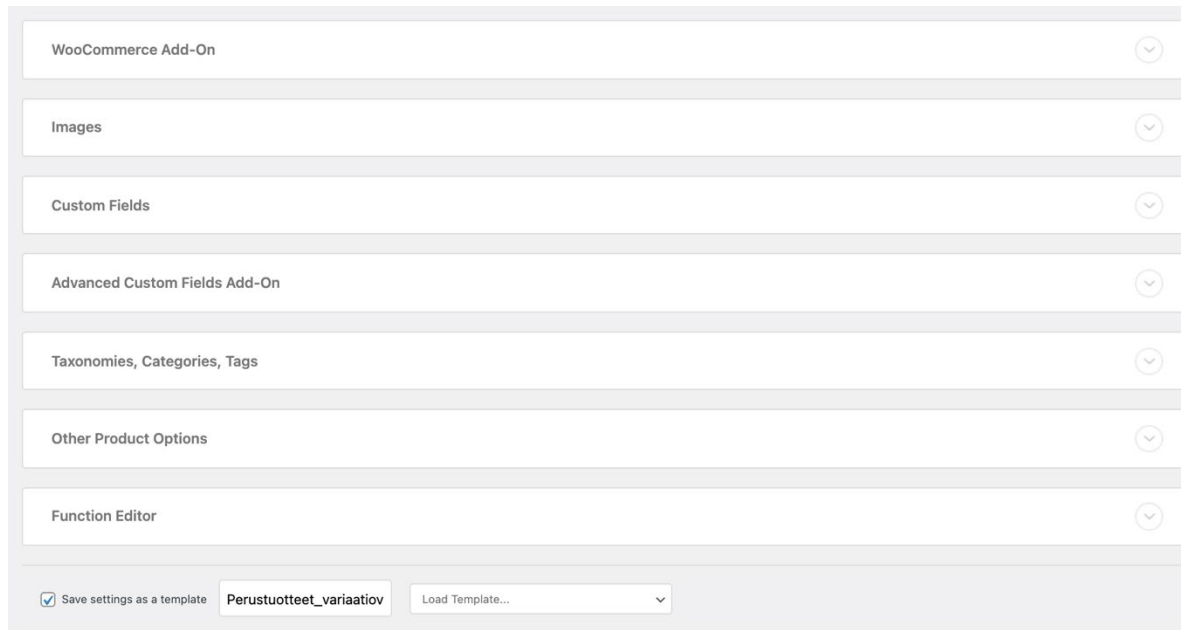 WooCommerce Add-On
Images
Custom Fields
Advanced Custom Fields Add-On
Taxonomies, Categories, Tags
Other Product Options
Function Editor
Save settings as a template Perustuotteet_variaatiov Load Template...